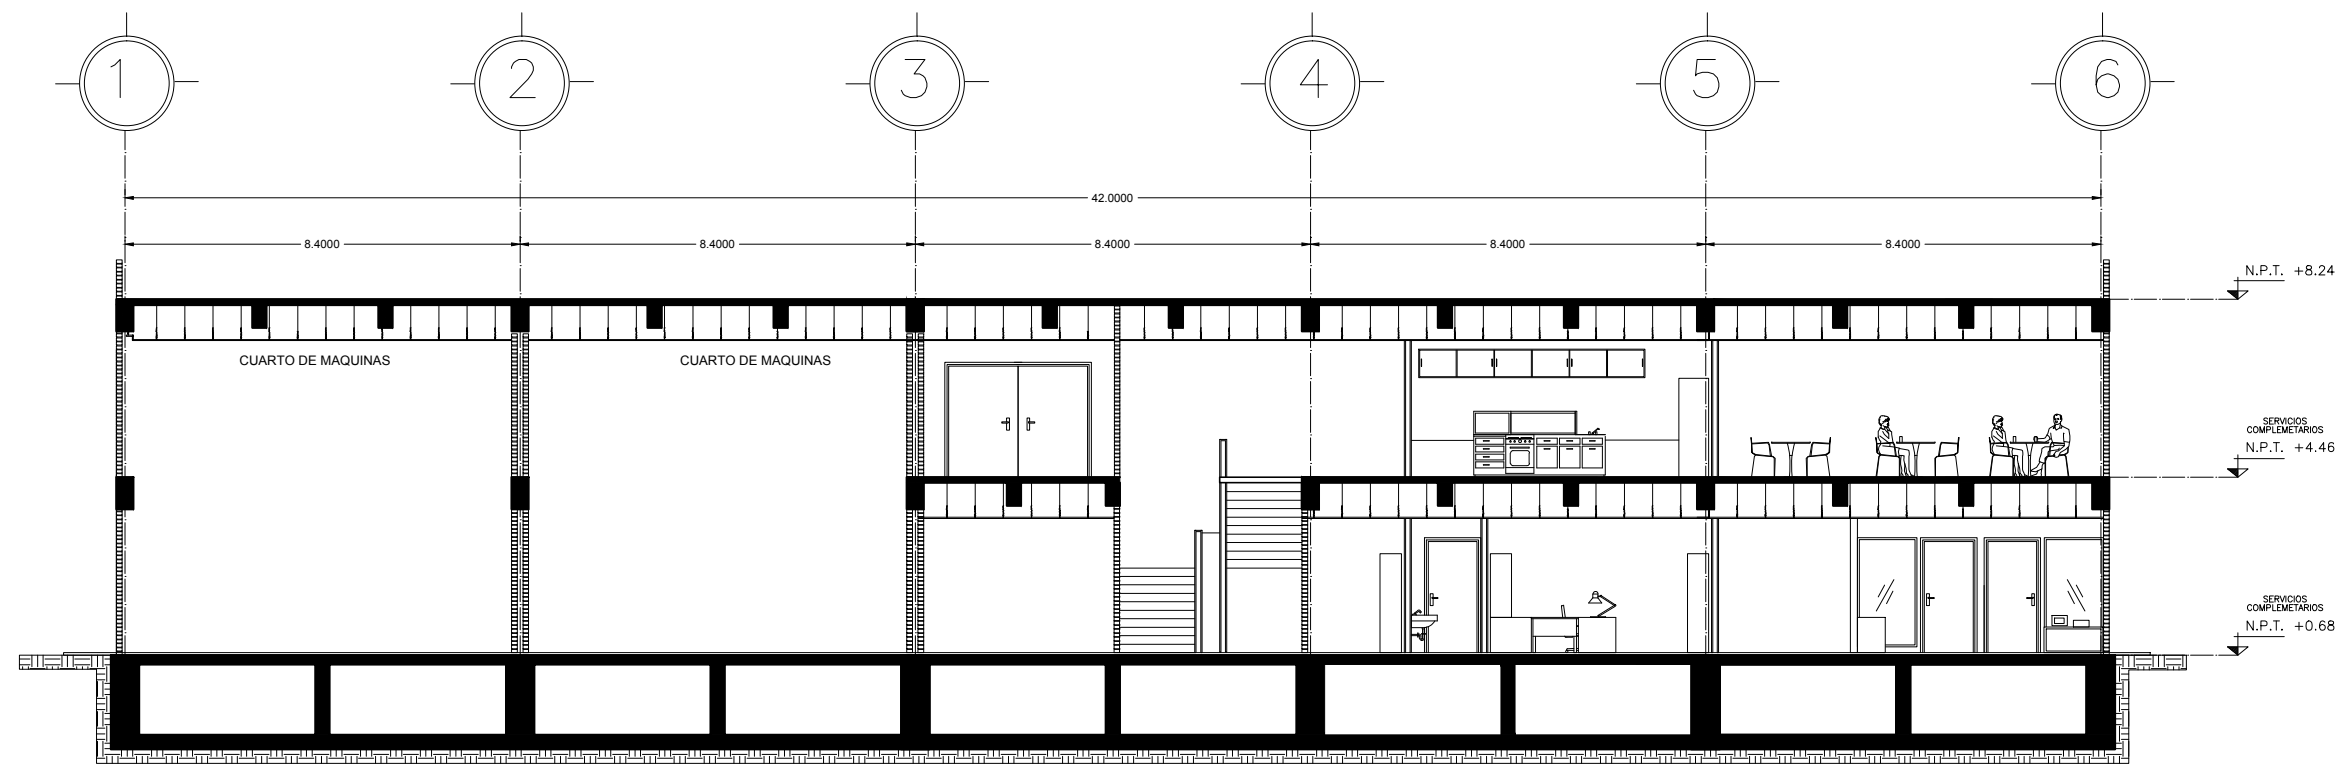 1 2 3 4 5 6
42.0000
8.4000 8.4000 8.4000 8.4000 8.4000
N.P.T. +8.24
CUARTO DE MAQUINAS CUARTO DE MAQUINAS
SERVICIOS
COMPLEMETARIOS
N.P.T. +4.46
SERVICIOS
COMPLEMETARIOS
N.P.T. +0.68